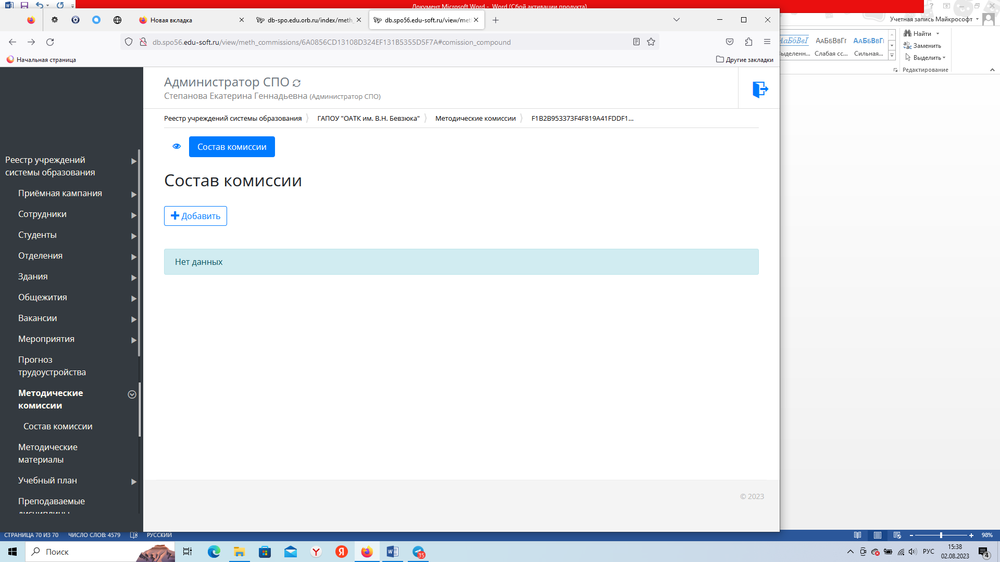 Документ Microsoft Word - Word (Сбой активации продукта)
Новая вкладка
db-spo.edu.orb.ru/index/meth_
db.spo56.edu-soft.ru/view/met
Учетная запись Майкрософт
db.spo56.edu-soft.ru/view/meth_commissions/6A0856CD13108D324EF131B5355D5F7A#comission_compound
Начальная страница
Другие закладки
АаБбВвГ АаБбВвГг АаБбВвГг
Выделенн... Слабая сс... Сильная...
Найти
Заменить
Выделить
Редактирование
Администратор СПО
Степанова Екатерина Геннадьевна (Администратор СПО)
Реестр учреждений системы образования
ГАПОУ "ОАТК им. В.Н. Бевзюка"
Методические комиссии
F1B2B953373F4F819A41FDDF1...
Состав комиссии
Состав комиссии
Добавить
Нет данных
Реестр учреждений
системы образования
Приёмная кампания
Сотрудники
Студенты
Отделения
Здания
Общежития
Вакансии
Мероприятия
Прогноз
трудоустройства
Методические
комиссии
Состав комиссии
Методические
материалы
Учебный план
Преподаваемые
дисциплины
© 2023
СТРАНИЦА 70 ИЗ 70 ЧИСЛО СЛОВ: 4579 РУССКИЙ
98%
Поиск
35
РУС
15:38
02.08.2023
4